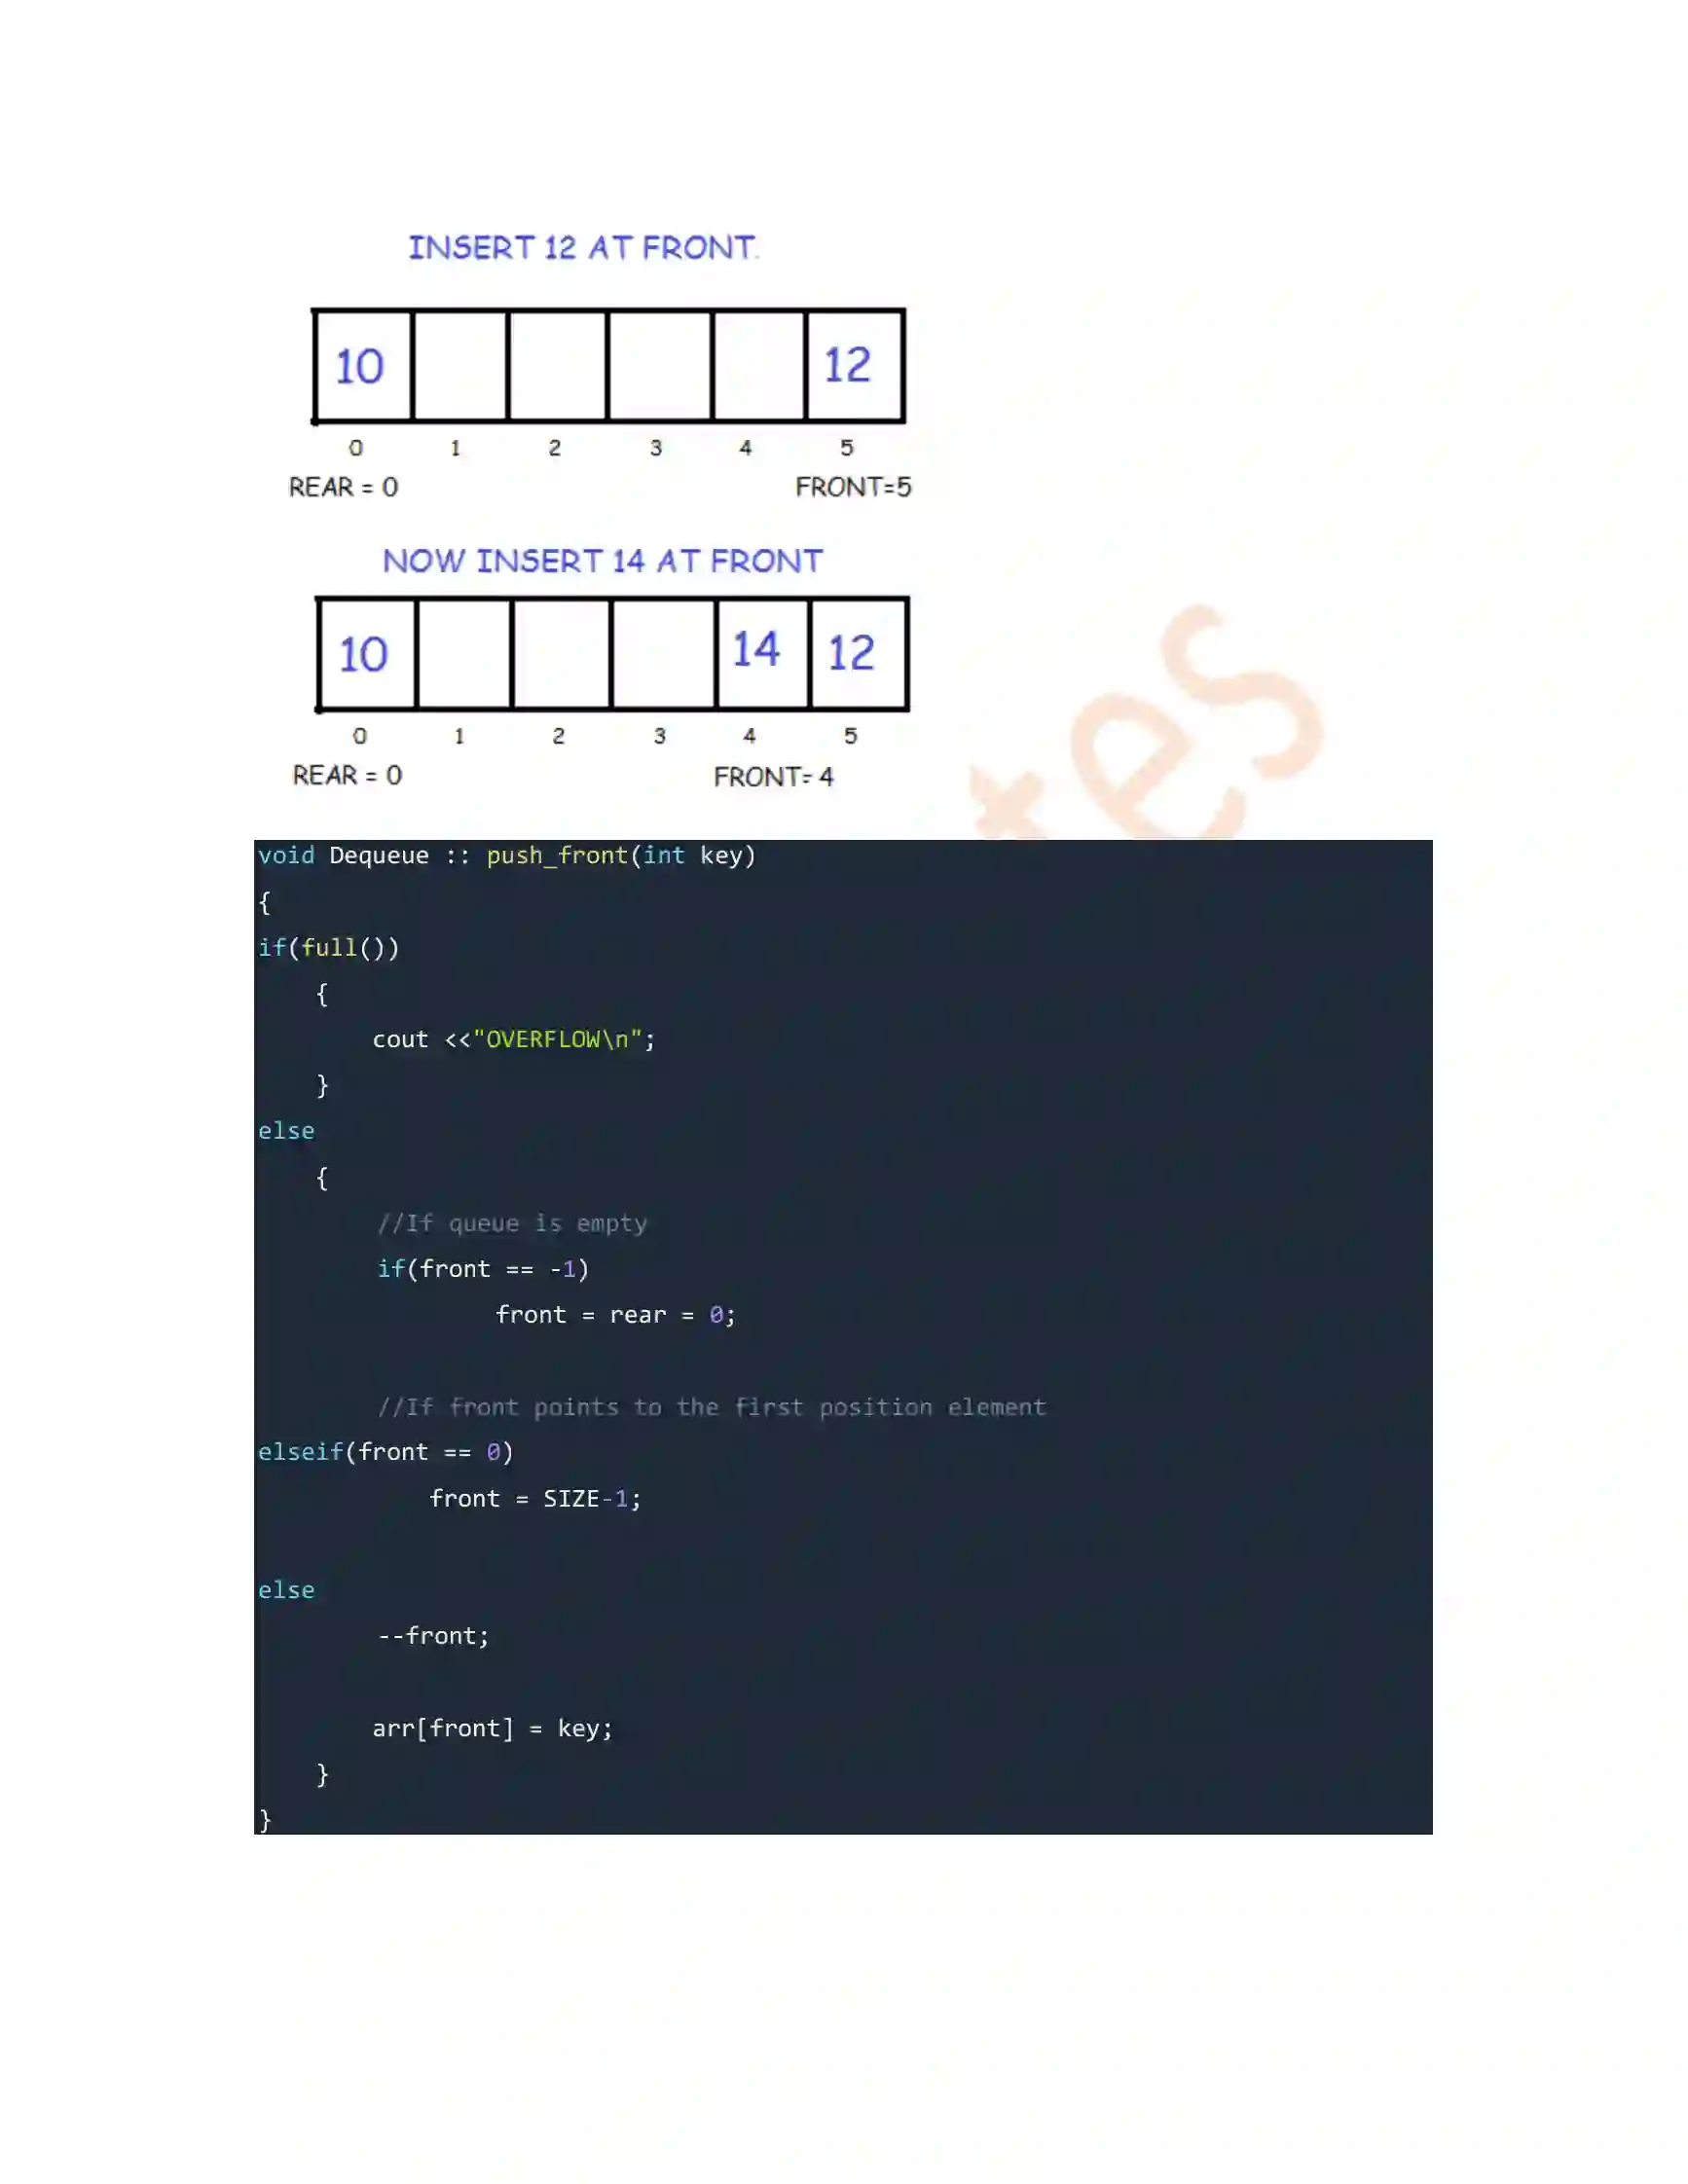 INSERT 12 AT FRONT.
10 12
0 1 2 3 4 5
REAR = 0 FRONT=5
NOW INSERT 14 AT FRONT
10 14 12
0 1 2 3 4 5
REAR = 0 FRONT= 4
tes
void Dequeue :: push_front(int key)
{
if(full())
{
cout <<"OVERFLOW\n";
}
else
{
//If queue is empty
if(front == -1)
front = rear = 0;
//If front points to the first position element
elseif(front == 0)
front = SIZE-1;
else
--front;
arr[front] = key;
}
}